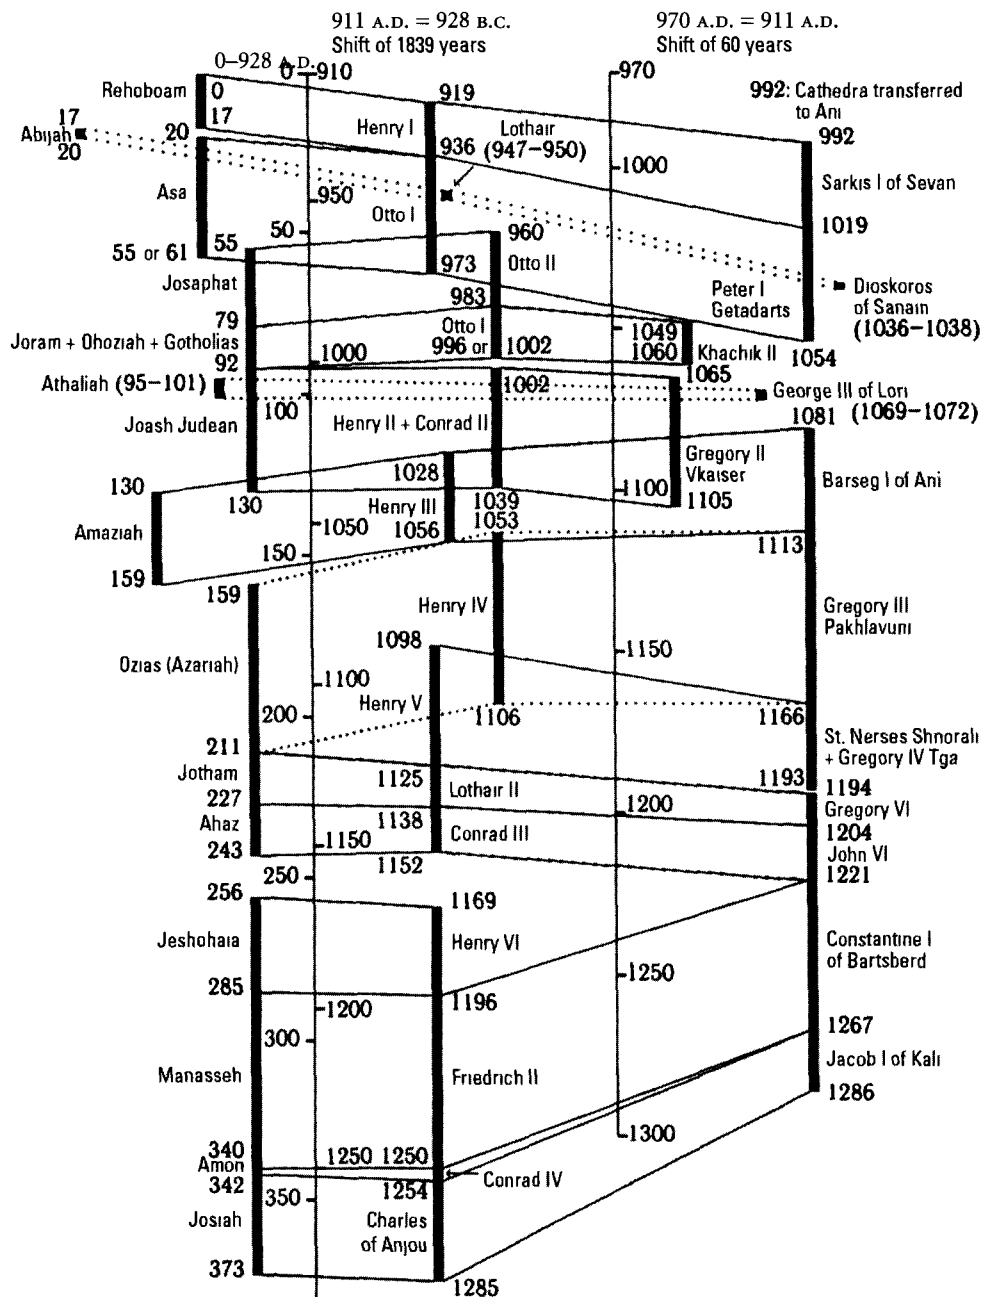 911 A.D. = 928 B.C.
Shift of 1839 years
970 A.D. = 911 A.D.
Shift of 60 years
0–928 A.D.
0
910
970
Rehoboam
0
17
919
992: Cathedra transferred
to Ani
992
17
Abijah
20
20
Henry I
Lothair
(947–950)
936
1000
Asa
950
Otto I
Sarkis I of Sevan
1019
55 or 61
55
50
960
973
Otto II
Josaphat
983
Peter I
Getadarts
Dioskoros
of Sanain
(1036–1038)
79
Joram + Ohoziah + Gotholias
92
1000
Otto I
996 or
1002
1049
1060
Khachik II
1065
1054
Athaliah (95–101)
100
1002
George III of Lori
(1069–1072)
1081
Joash Judean
Henry II + Conrad II
Gregory II
Vkaiser
Barseg I of Ani
130
130
1028
Henry III
1056
1039
1053
1100
1105
Amaziah
1050
150
1113
159
159
Henry IV
Gregory III
Pakhlavuni
1098
1150
Ozias (Azariah)
1100
Henry V
200
1106
1166
211
Jotham
1125
Lothair II
St. Nerses Shnorali
+ Gregory IV Tga
1193
1194
227
1138
1200
Gregory VI
1204
Ahaz
1150
Conrad III
John VI
243
1152
1221
250
256
1169
Jeshohaia
Henry VI
Constantine I
of Bartsberd
1250
285
1200
1196
300
1267
Manasseh
Friedrich II
Jacob I of Kali
1286
1300
340
Amon
1250
1250
Conrad IV
342
350
1254
Josiah
Charles
of Anjou
373
1285